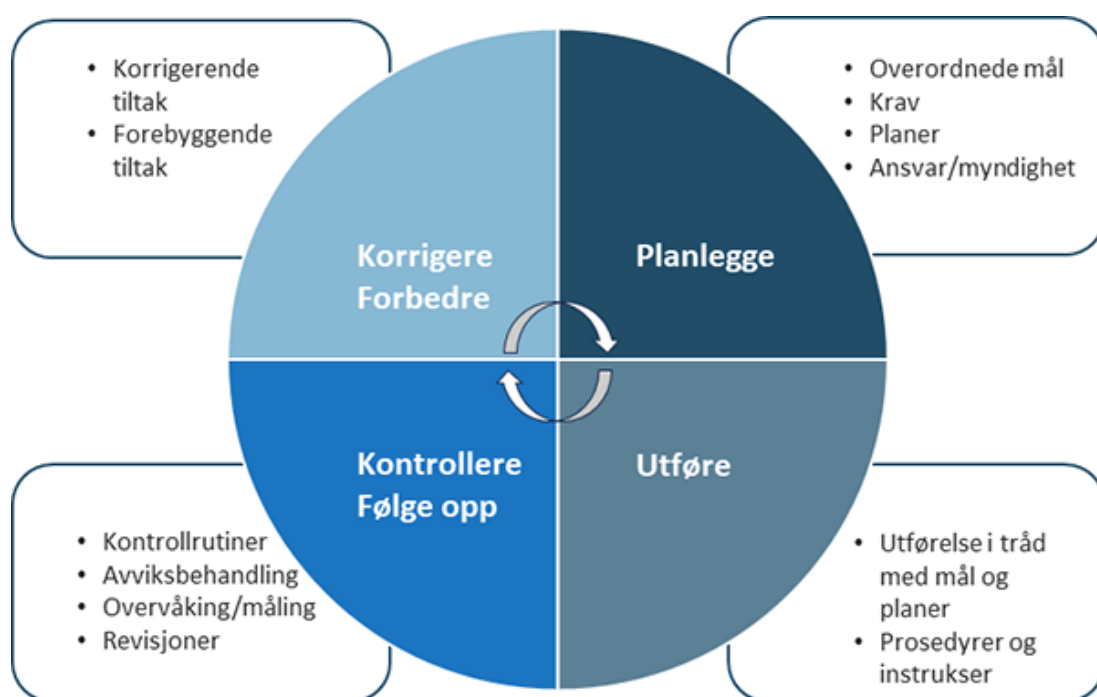 • Korrigerende
tiltak
• Forebyggende
tiltak
• Overordnede mål
• Krav
• Planer
• Ansvar/myndighet
Korrigere
Forbedre
Planlegge
Kontrollere
Følge opp
Utføre
• Kontrollrutiner
• Avviksbehandling
• Overvåking/måling
• Revisjoner
• Utførelse i tråd
med mål og
planer
• Prosedyrer og
instrukser